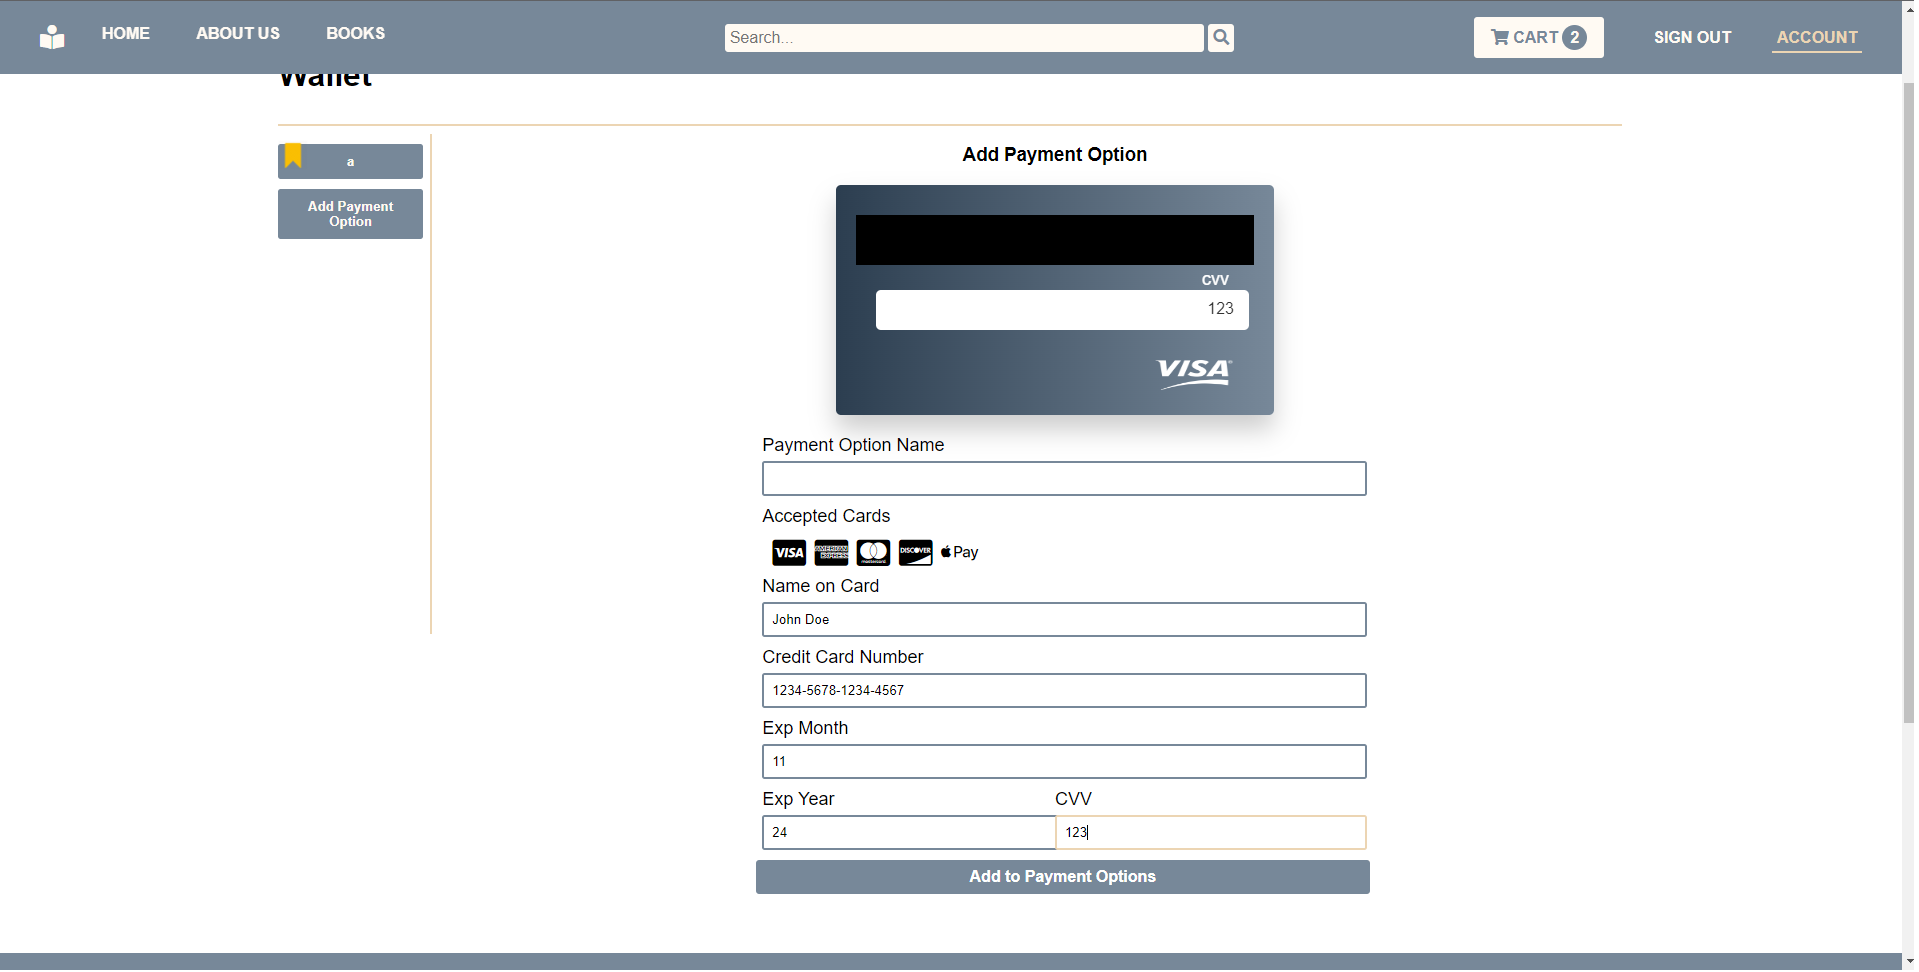 HOME ABOUT US BOOKS Search... CART 2 SIGN OUT ACCOUNT
Wallet
a
Add Payment
Option
Add Payment Option
CVV
123
VISA
Payment Option Name
Accepted Cards
VISA AMERICAN EXPRESS mastercard DISCOVER Pay
Name on Card
John Doe
Credit Card Number
1234-5678-1234-4567
Exp Month
11
Exp Year CVV
24 123
Add to Payment Options